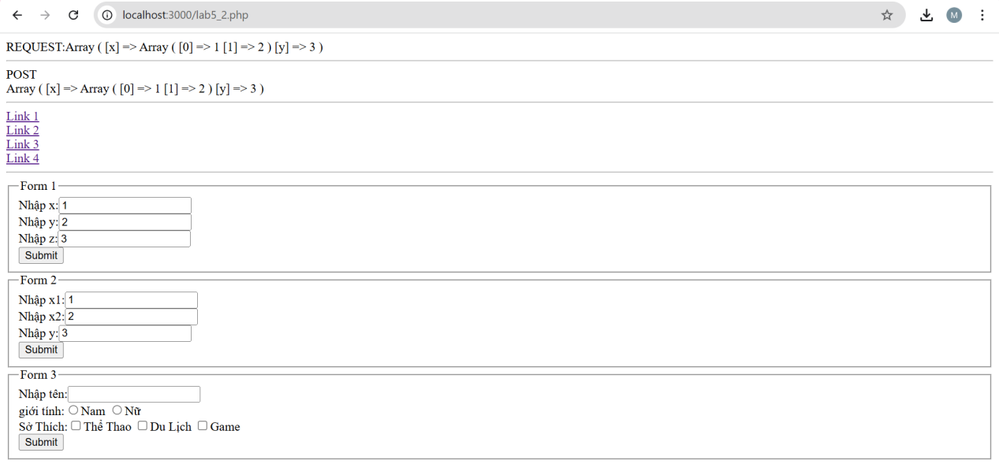 localhost:3000/lab5_2.php
M
REQUEST:Array ( [x] => Array ( [0] => 1 [1] => 2 ) [y] => 3 )
POST
Array ( [x] => Array ( [0] => 1 [1] => 2 ) [y] => 3 )
Link 1
Link 2
Link 3
Link 4
Form 1
Nhập x: 1
Nhập y: 2
Nhập z: 3
Submit
Form 2
Nhập x1: 1
Nhập x2: 2
Nhập y: 3
Submit
Form 3
Nhập tên:
giới tính: Nam Nữ
Sở Thích: Thể Thao Du Lịch Game
Submit